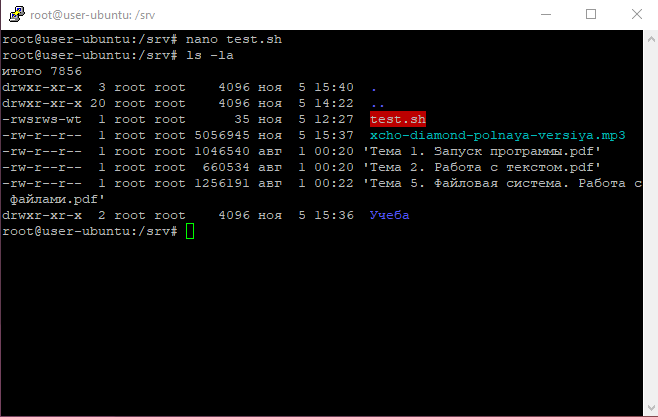 root@user-ubuntu: /srv
root@user-ubuntu:/srv# nano test.sh
root@user-ubuntu:/srv# ls -la
итого 7856
drwxr-xr-x  3 root root    4096 ноя  5 15:40  .
drwxr-xr-x 20 root root    4096 ноя  5 14:22  ..
-rwsrws-wt  1 root root      35 ноя  5 12:27  test.sh
-rw-r--r--  1 root root 5056945 ноя  5 15:37  xcho-diamond-polnaya-versiya.mp3
-rw-r--r--  1 root root 1046540 авг  1 00:20 'Тема 1. Запуск программы.pdf'
-rw-r--r--  1 root root  660534 авг  1 00:20 'Тема 2. Работа с текстом.pdf'
-rw-r--r--  1 root root 1256191 авг  1 00:22 'Тема 5. Файловая система. Работа с
файлами.pdf'
drwxr-xr-x  2 root root    4096 ноя  5 15:36  Учеба
root@user-ubuntu:/srv#